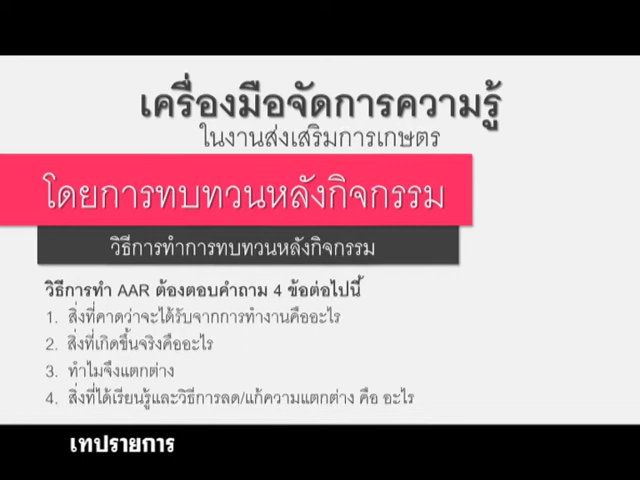 เครื่องมือจัดการความรู้
ในงานส่งเสริมการเกษตร
โดยการทบทวนหลังกิจกรรม
วิธีการทำการทบทวนหลังกิจกรรม
วิธีการทำ AAR ต้องตอบคำถาม 4 ข้อต่อไปนี้
1. สิ่งที่คาดว่าจะได้รับจากการทำงานคืออะไร
2. สิ่งที่เกิดขึ้นจริงคืออะไร
3. ทำไมจึงแตกต่าง
4. สิ่งที่ได้เรียนรู้และวิธีการลด/แก้ความแตกต่าง คือ อะไร
เทปรายการ